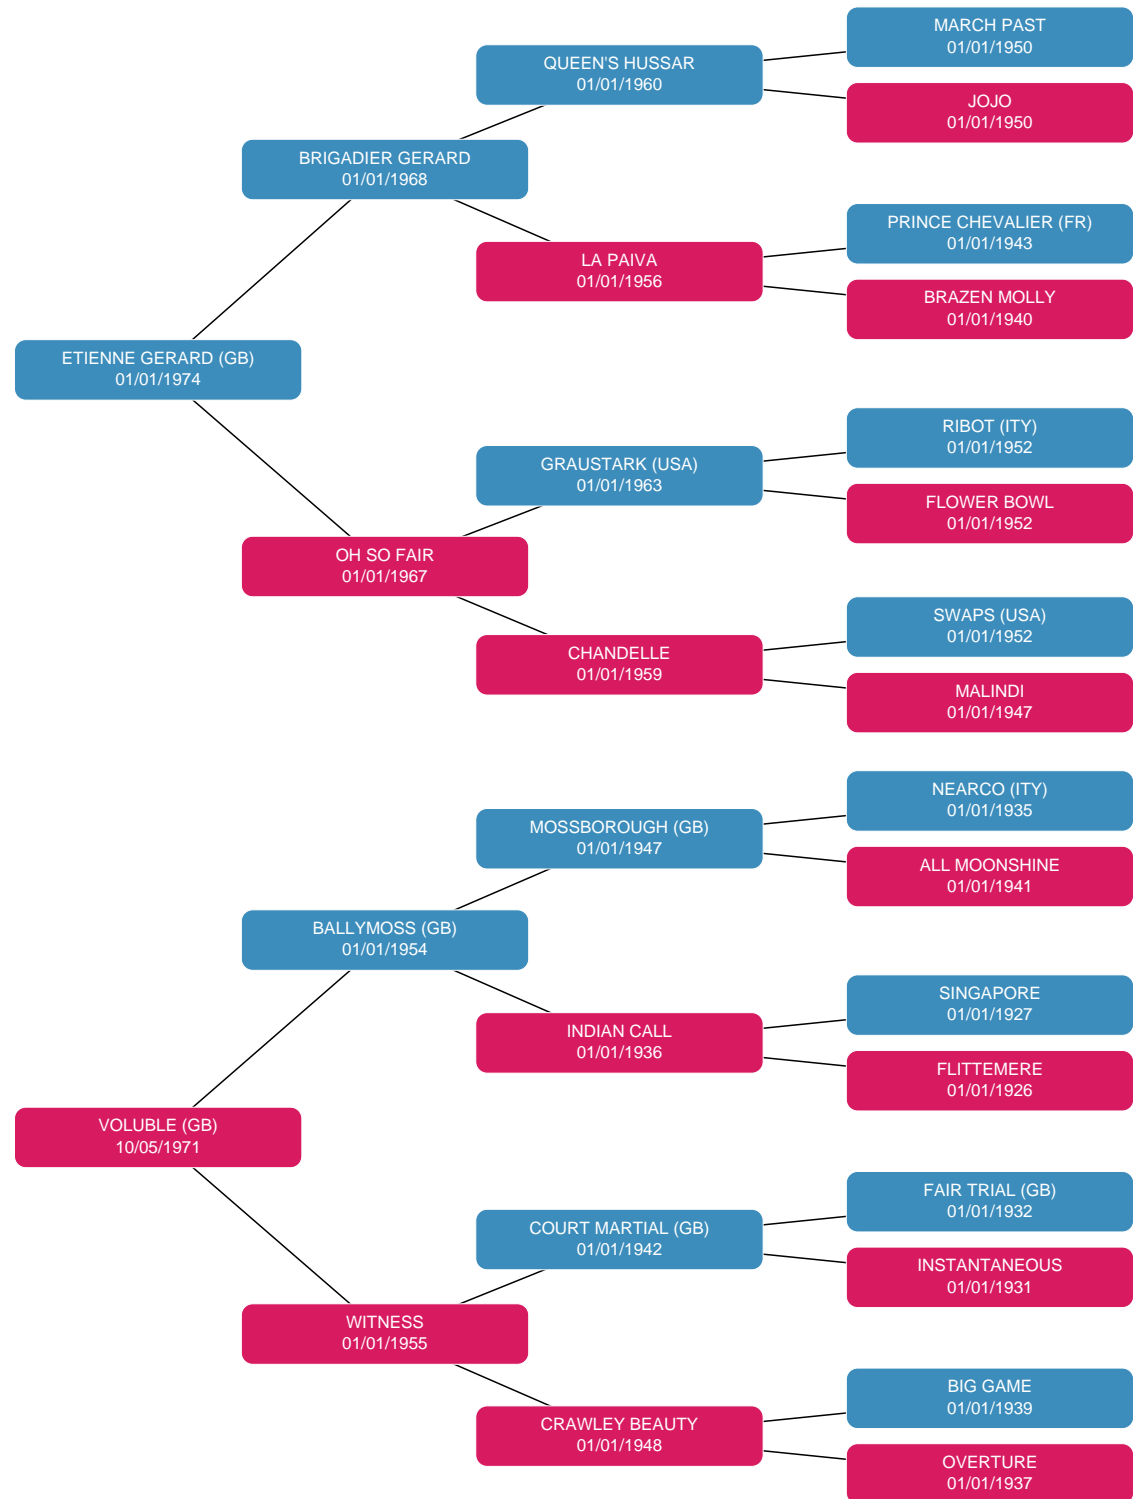 MARCH PAST
01/01/1950
QUEEN'S HUSSAR
01/01/1960
JOJO
01/01/1950
BRIGADIER GERARD
01/01/1968
PRINCE CHEVALIER (FR)
01/01/1943
LA PAIVA
01/01/1956
BRAZEN MOLLY
01/01/1940
ETIENNE GERARD (GB)
01/01/1974
RIBOT (ITY)
01/01/1952
GRAUSTARK (USA)
01/01/1963
FLOWER BOWL
01/01/1952
OH SO FAIR
01/01/1967
SWAPS (USA)
01/01/1952
CHANDELLE
01/01/1959
MALINDI
01/01/1947
NEARCO (ITY)
01/01/1935
MOSSBOROUGH (GB)
01/01/1947
ALL MOONSHINE
01/01/1941
BALLYMOSS (GB)
01/01/1954
SINGAPORE
01/01/1927
INDIAN CALL
01/01/1936
FLITTEMERE
01/01/1926
VOLUBLE (GB)
10/05/1971
FAIR TRIAL (GB)
01/01/1932
COURT MARTIAL (GB)
01/01/1942
INSTANTANEOUS
01/01/1931
WITNESS
01/01/1955
BIG GAME
01/01/1939
CRAWLEY BEAUTY
01/01/1948
OVERTURE
01/01/1937